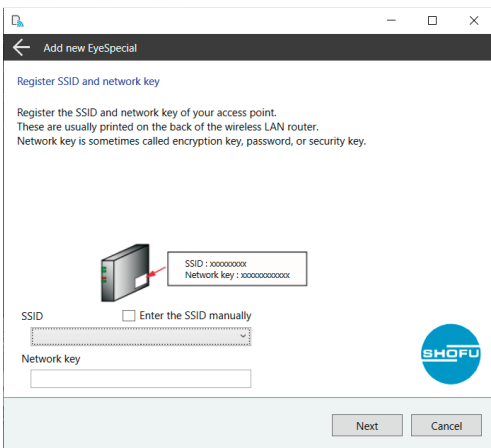 Add new EyeSpecial
Register SSID and network key
Register the SSID and network key of your access point.
These are usually printed on the back of the wireless LAN router.
Network key is sometimes called encryption key, password, or security key.
SSID : xxxxxxxxx
Network key : xxxxxxxxxxxx
SSID
Enter the SSID manually
Network key
SHOFU
Next
Cancel